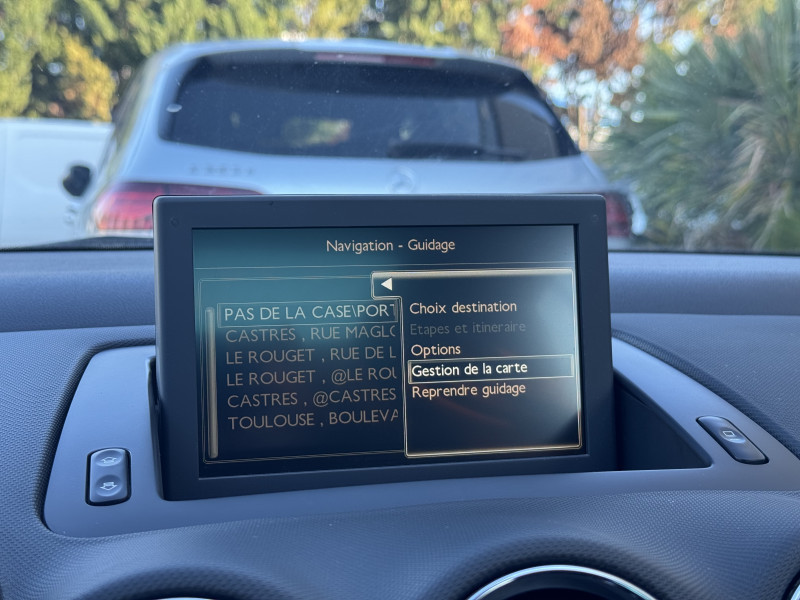 Navigation - Guidage
PAS DE LA CASE\PORT
CASTRES , RUE MAGLO
LE ROUGET , RUE DE L
LE ROUGET , @LE ROU
CASTRES , @CASTRES
TOULOUSE , BOULEVA
Choix destination
Etapes et itineraire
Options
Gestion de la carte
Reprendre guidage